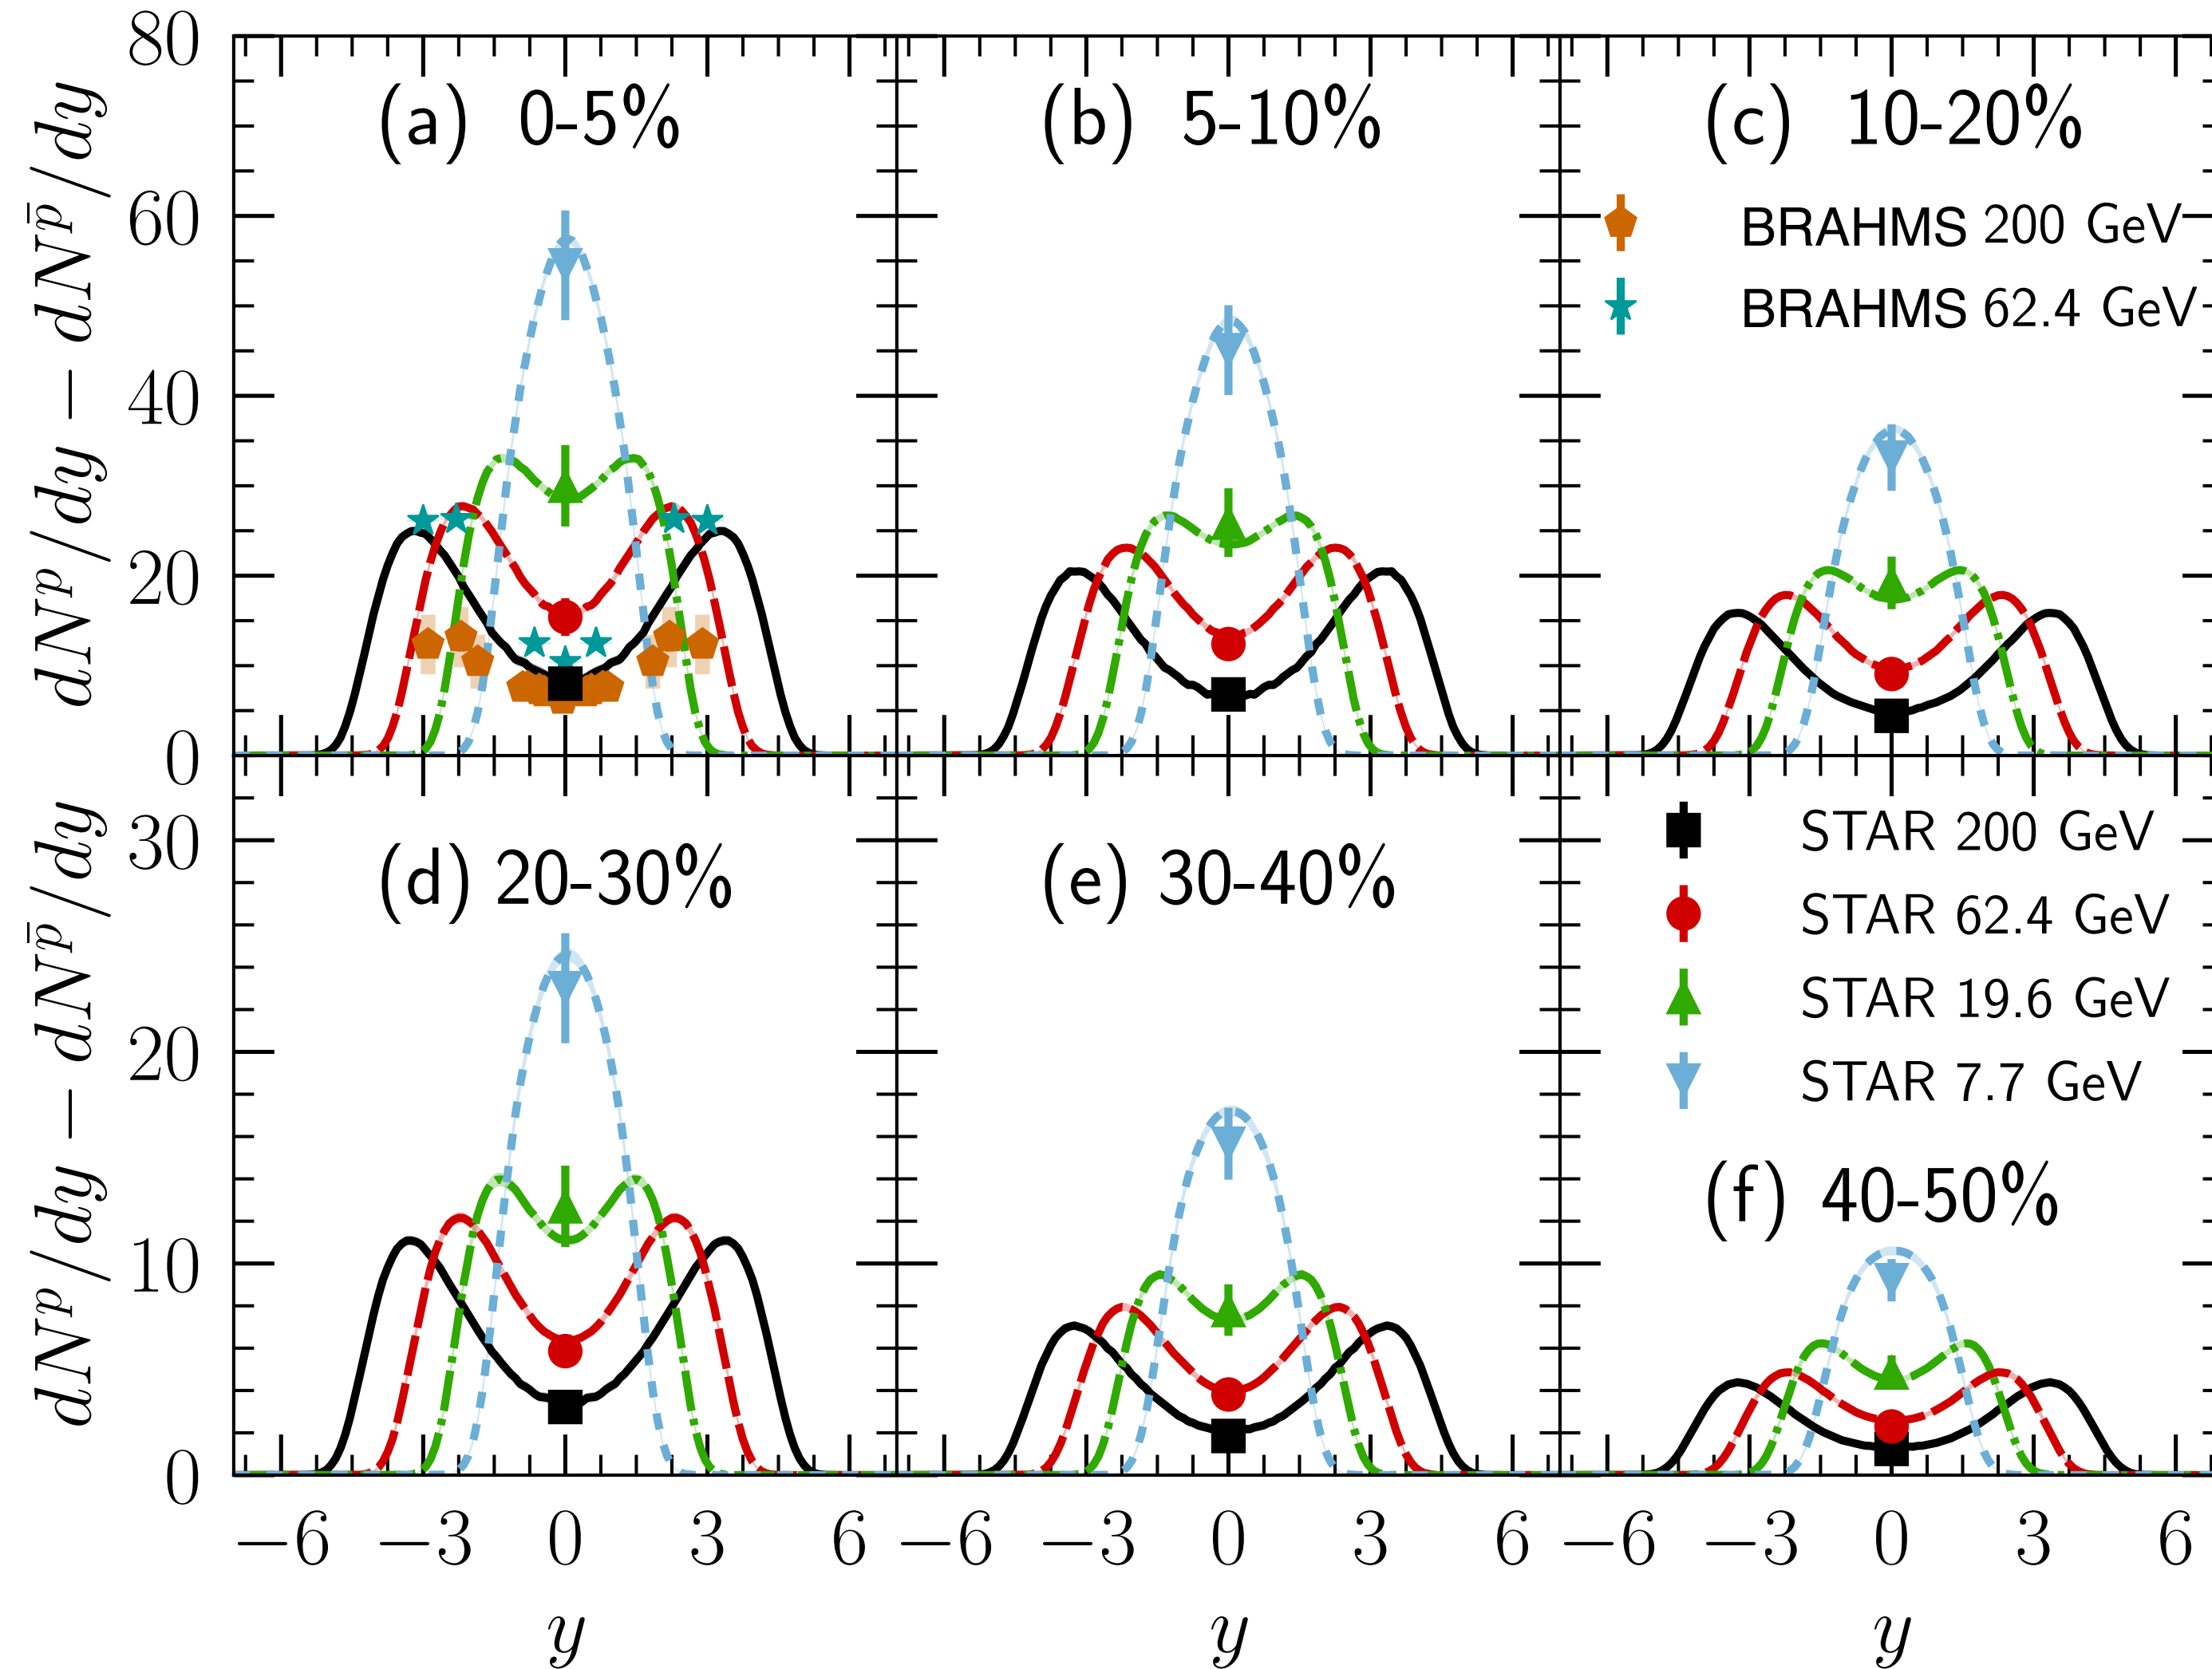 80
60
40
20
0
dN^p/dy − dN^p̄/dy
(a) 0-5%
(b) 5-10%
(c) 10-20%
BRAHMS 200 GeV
BRAHMS 62.4 GeV
30
20
10
0
dN^p/dy − dN^p̄/dy
(d) 20-30%
(e) 30-40%
STAR 200 GeV
STAR 62.4 GeV
STAR 19.6 GeV
STAR 7.7 GeV
(f) 40-50%
−6 −3 0 3 6 −6 −3 0 3 6 −6 −3 0 3 6
y y y